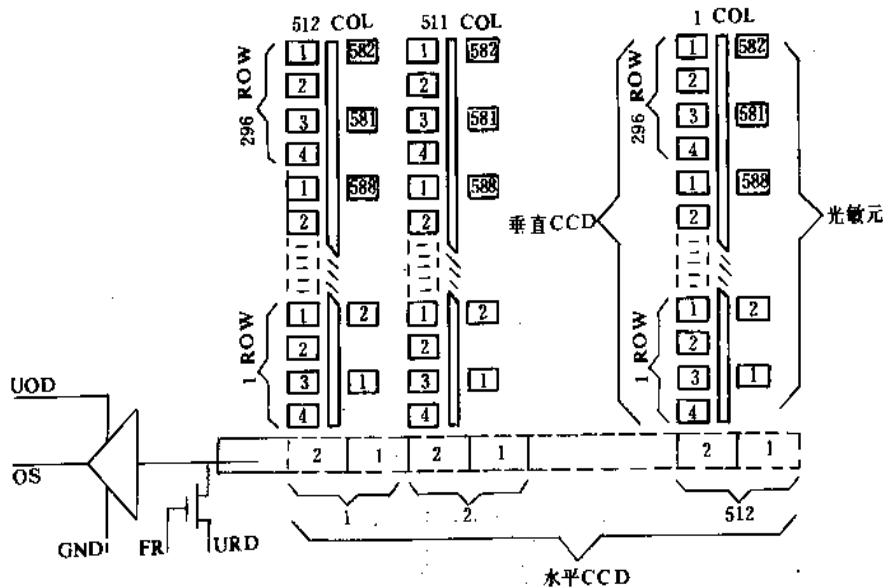 512 COL 511 COL 1 COL
1 582 1 582 1 582
2 2 2
3 581 3 581 3 581
4 4 4
1 588 1 588 1 588
2 2 2
296 ROW 296 ROW
垂直CCD 光敏元
1 2 1 2 1 2
2 2 2
3 1 3 1 3 1
4 4 4
1 ROW 1 ROW
UOD
OS
2 1 2 1 2 1
1 2 512
GND FR URD
水平CCD